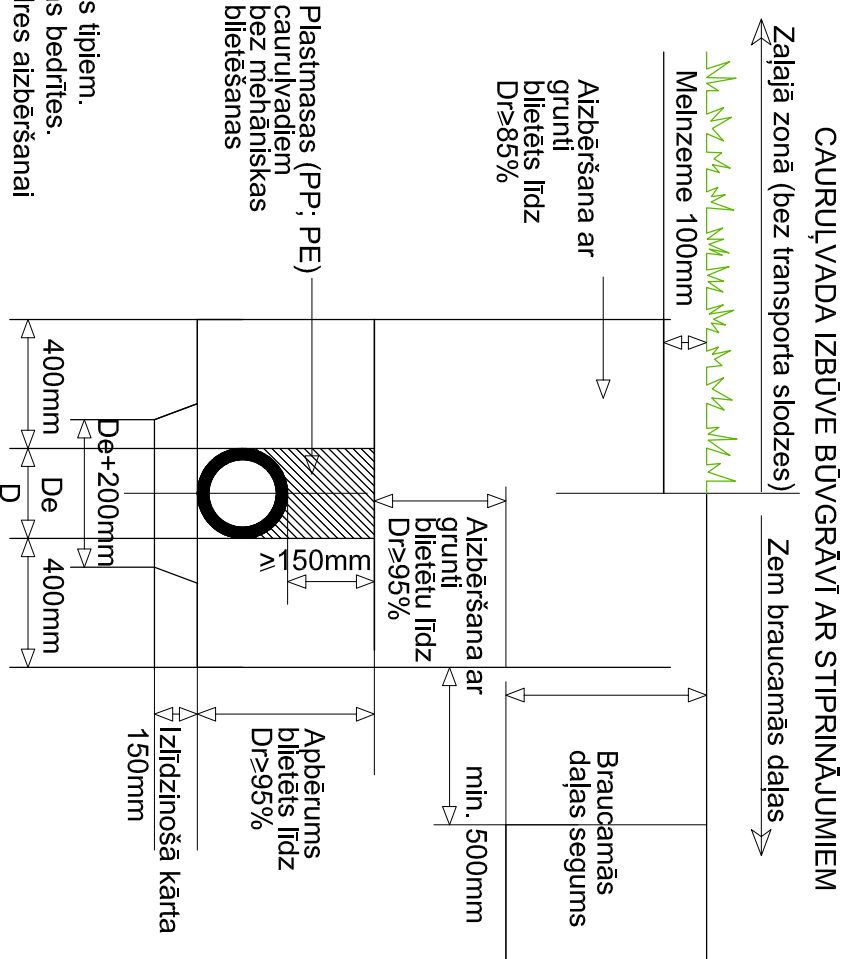 CAURUĻVADA IZBŪVE BŪVGRĀVĪ AR STIPRINĀJUMIEM
Zaļajā zonā (bez transporta slodzes)
Zem braucamās daļas
Melnzeme 100mm
Aizbēršana ar
grunti
blietēts līdz
Dr≥85%
Braucamās
daļas segums
Aizbēršana ar
grunti
blietētu līdz
Dr≥95%
min. 500mm
Plastmasas (PP; PE)
cauruļvadiem
bez mehāniskas
blietēšanas
≥150mm
Apbērums
blietēts līdz
Dr≥95%
Izlīdzinošā kārta
150mm
De+200mm
400mm
De
400mm
D
s tipiem.
s bedrītes.
res aizbēršanai